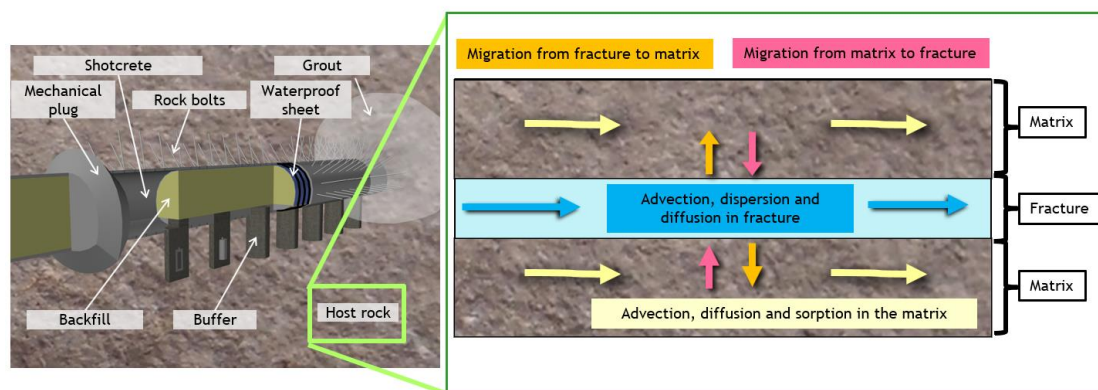 Shotcrete
Grout
Mechanical
plug
Rock bolts
Waterproof
sheet
Backfill
Buffer
Host rock
Migration from fracture to matrix
Migration from matrix to fracture
Matrix
Advection, dispersion and
diffusion in fracture
Fracture
Matrix
Advection, diffusion and sorption in the matrix